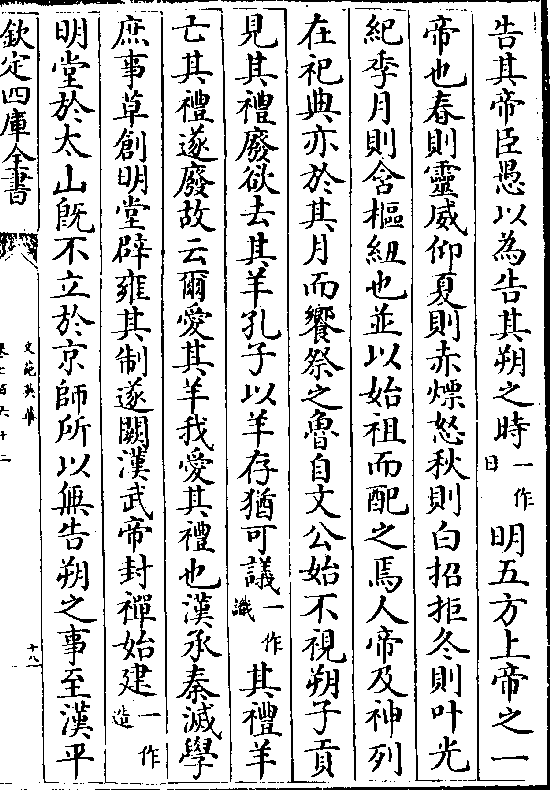 告其帝臣愚以為告其朔之時一作日明五方上帝之一
帝也春則靈威仰夏則赤熛怒秋則白招拒冬則叶光
紀季月則含樞紐也並以始祖而配之焉人帝及神列
在祀典亦於其月而饗祭之魯自文公始不視朔子貢
見其禮廢欲去其羊孔子以羊存猶可議一作識其禮羊
亡其禮遂廢故云爾愛其羊我愛其禮也漢承秦滅學
庶事草創明堂辟雍其制遂闕漢武帝封禪始建一作造
明堂於太山既不立於京師所以無告朔之事至漢平
欽定四庫全書
文苑英華
卷七百六十二
十八